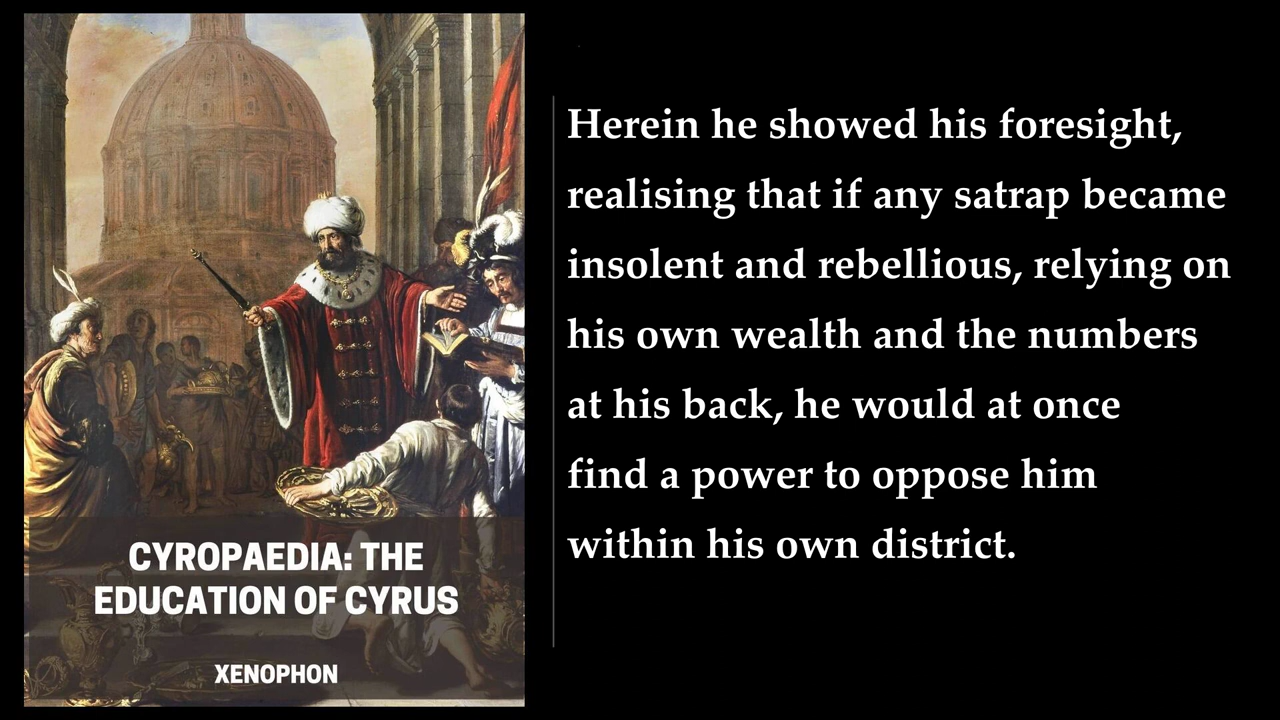 CYROPAEDIA: THE
EDUCATION OF CYRUS
XENOPHON
Herein he showed his foresight,
realising that if any satrap became
insolent and rebellious, relying on
his own wealth and the numbers
at his back, he would at once
find a power to oppose him
within his own district.